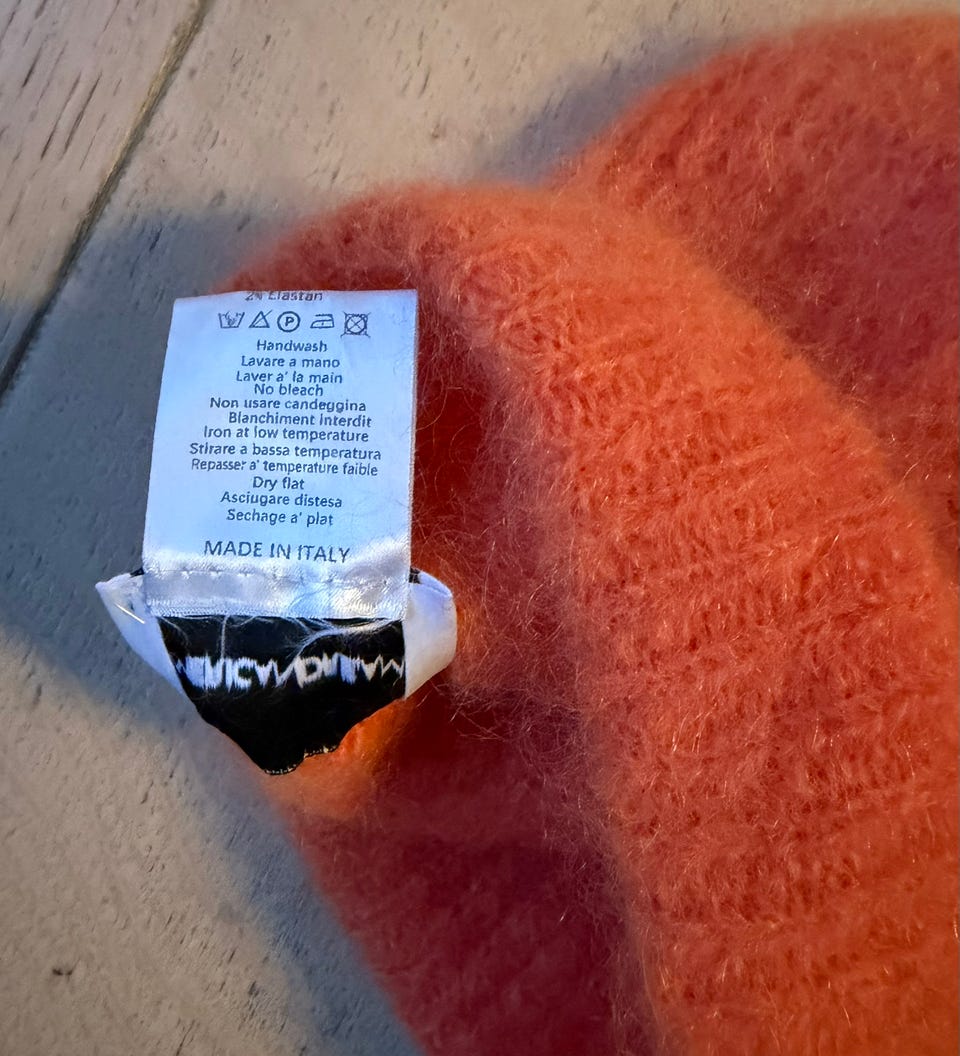 2% Elastan
P
Handwash
Lavare a mano
Laver a' la main
No bleach
Non usare candeggina
Blanchiment interdit
Iron at low temperature
Stirare a bassa temperatura
Repasser a' temperature faible
Dry flat
Asciugare distesa
Sechage a' plat
MADE IN ITALY